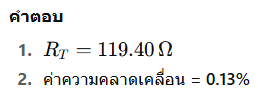 คำตอบ
1. R_T = 119.40 Ω
2. ค่าความคลาดเคลื่อน = 0.13%